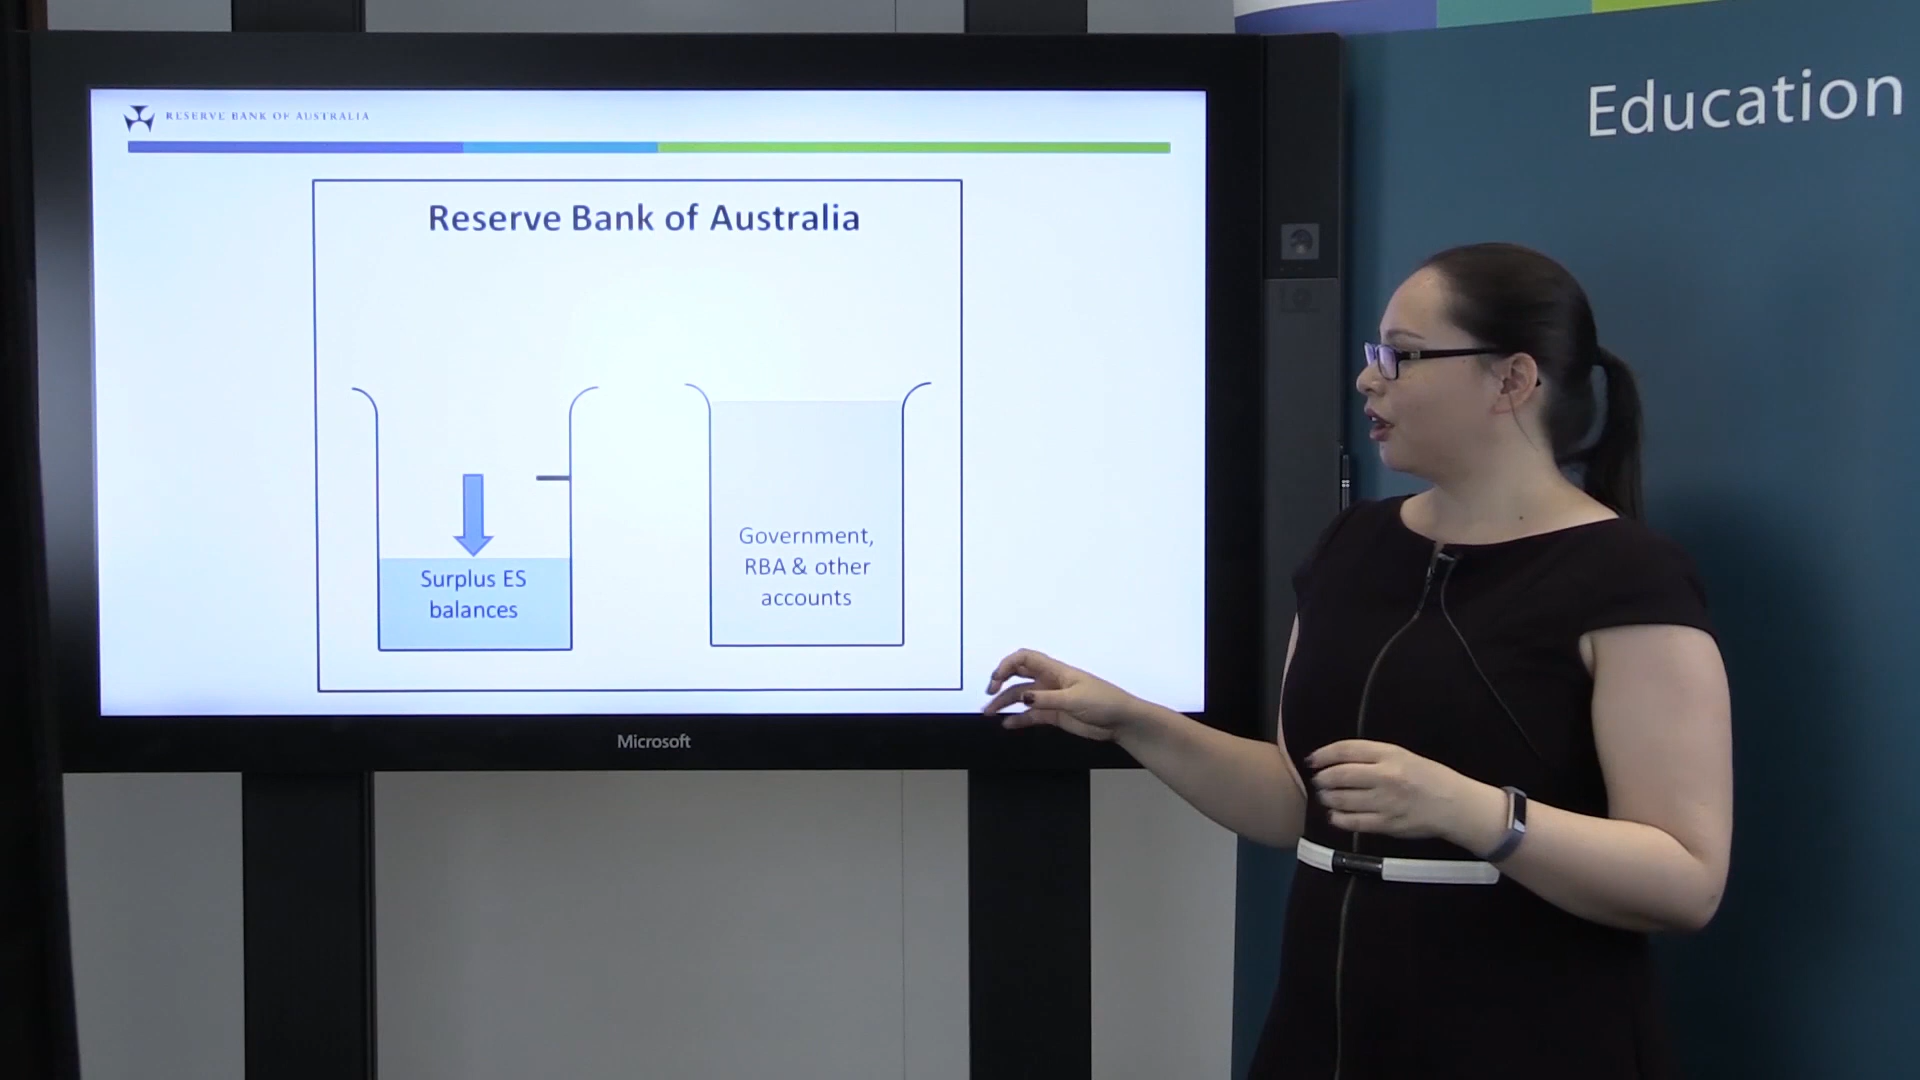 RESERVE BANK OF AUSTRALIA
Reserve Bank of Australia
Surplus ES
balances
Government,
RBA & other
accounts
Microsoft
Education